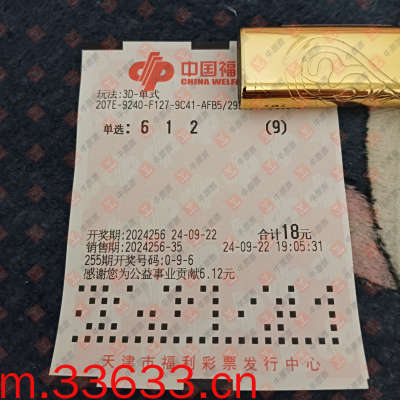 中国福
CHINA WELF
玩法:3D-单式
207E-9240-F127-9C41-AFB5/29
单选: 6 1 2 (9)
开奖期:2024256 24-09-22 合计18元
销售期:2024256-35 24-09-22 19:05:31
255期开奖号码:0-9-6
感谢您为公益事业贡献6.12元
天津市福利彩票发行中心
m.33633.cn